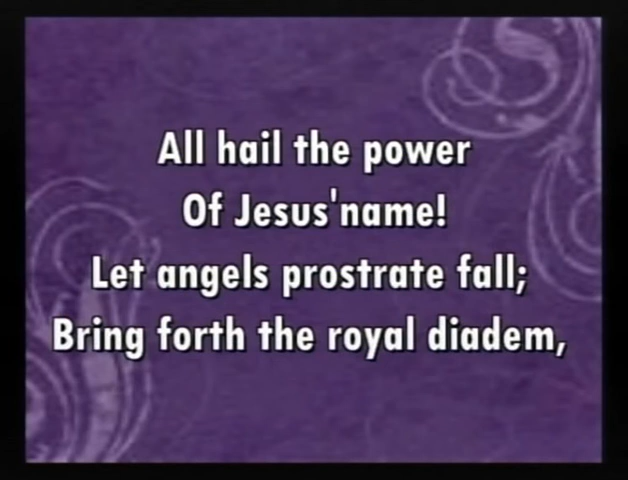 All hail the power
Of Jesus'name!
Let angels prostrate fall;
Bring forth the royal diadem,